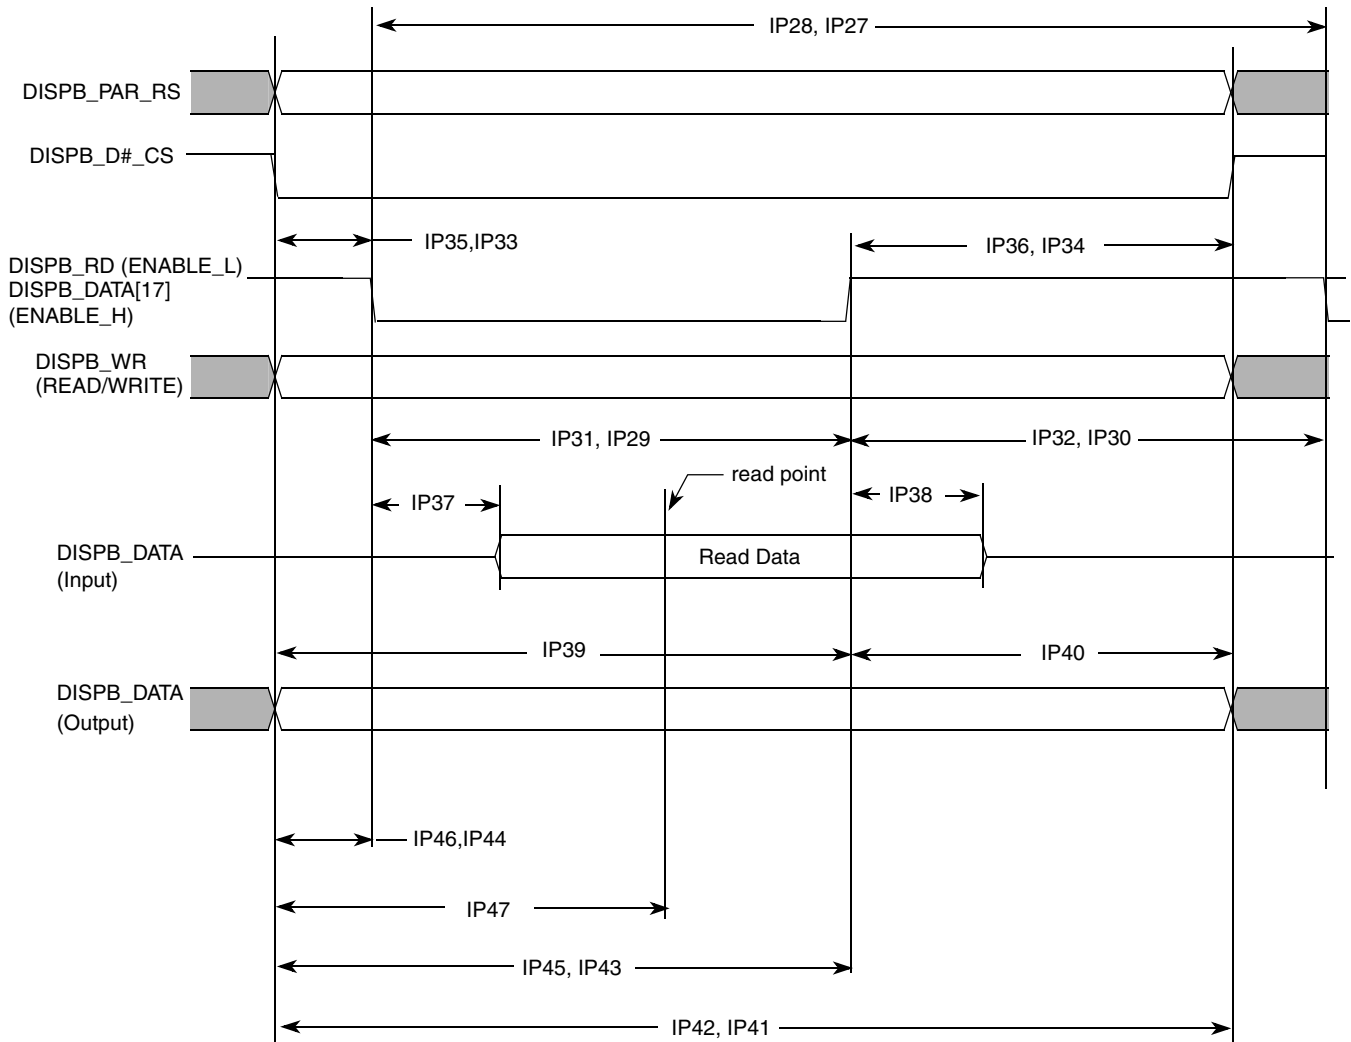 IP28, IP27
DISPB_PAR_RS
DISPB_D#_CS
IP35,IP33
IP36, IP34
DISPB_RD (ENABLE_L)
DISPB_DATA[17]
(ENABLE_H)
DISPB_WR
(READ/WRITE)
IP31, IP29
IP32, IP30
read point
IP37
IP38
DISPB_DATA
(Input)
Read Data
IP39
IP40
DISPB_DATA
(Output)
IP46,IP44
IP47
IP45, IP43
IP42, IP41